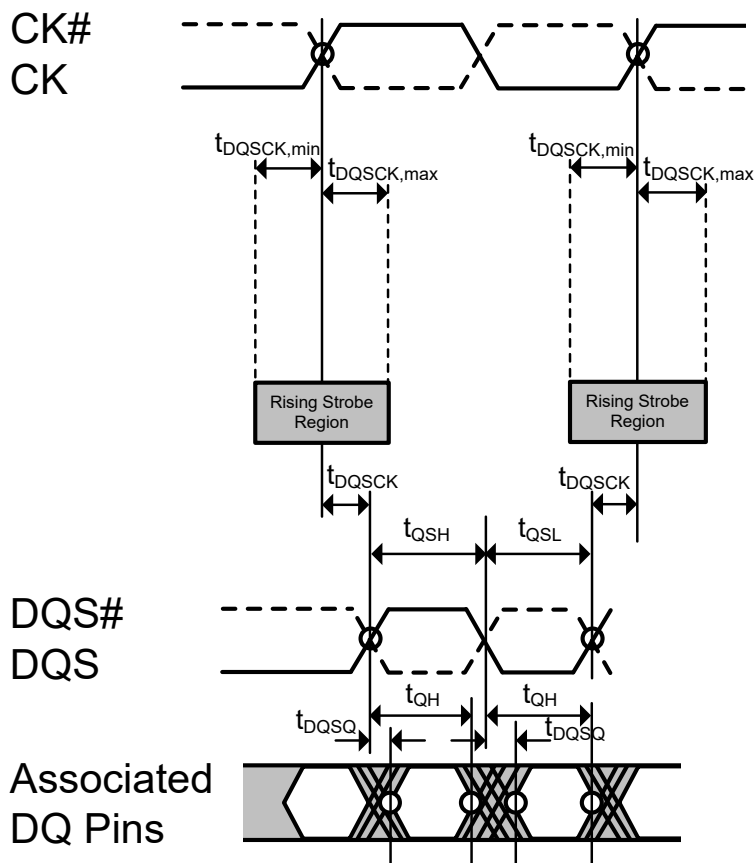 CK#
CK
tDQSCK,min
tDQSCK,max
tDQSCK,min
tDQSCK,max
Rising Strobe
Region
Rising Strobe
Region
tDQSCK
tDQSCK
tQSH
tQSL
DQS#
DQS
tQH
tQH
tDQSQ
tDQSQ
Associated
DQ Pins